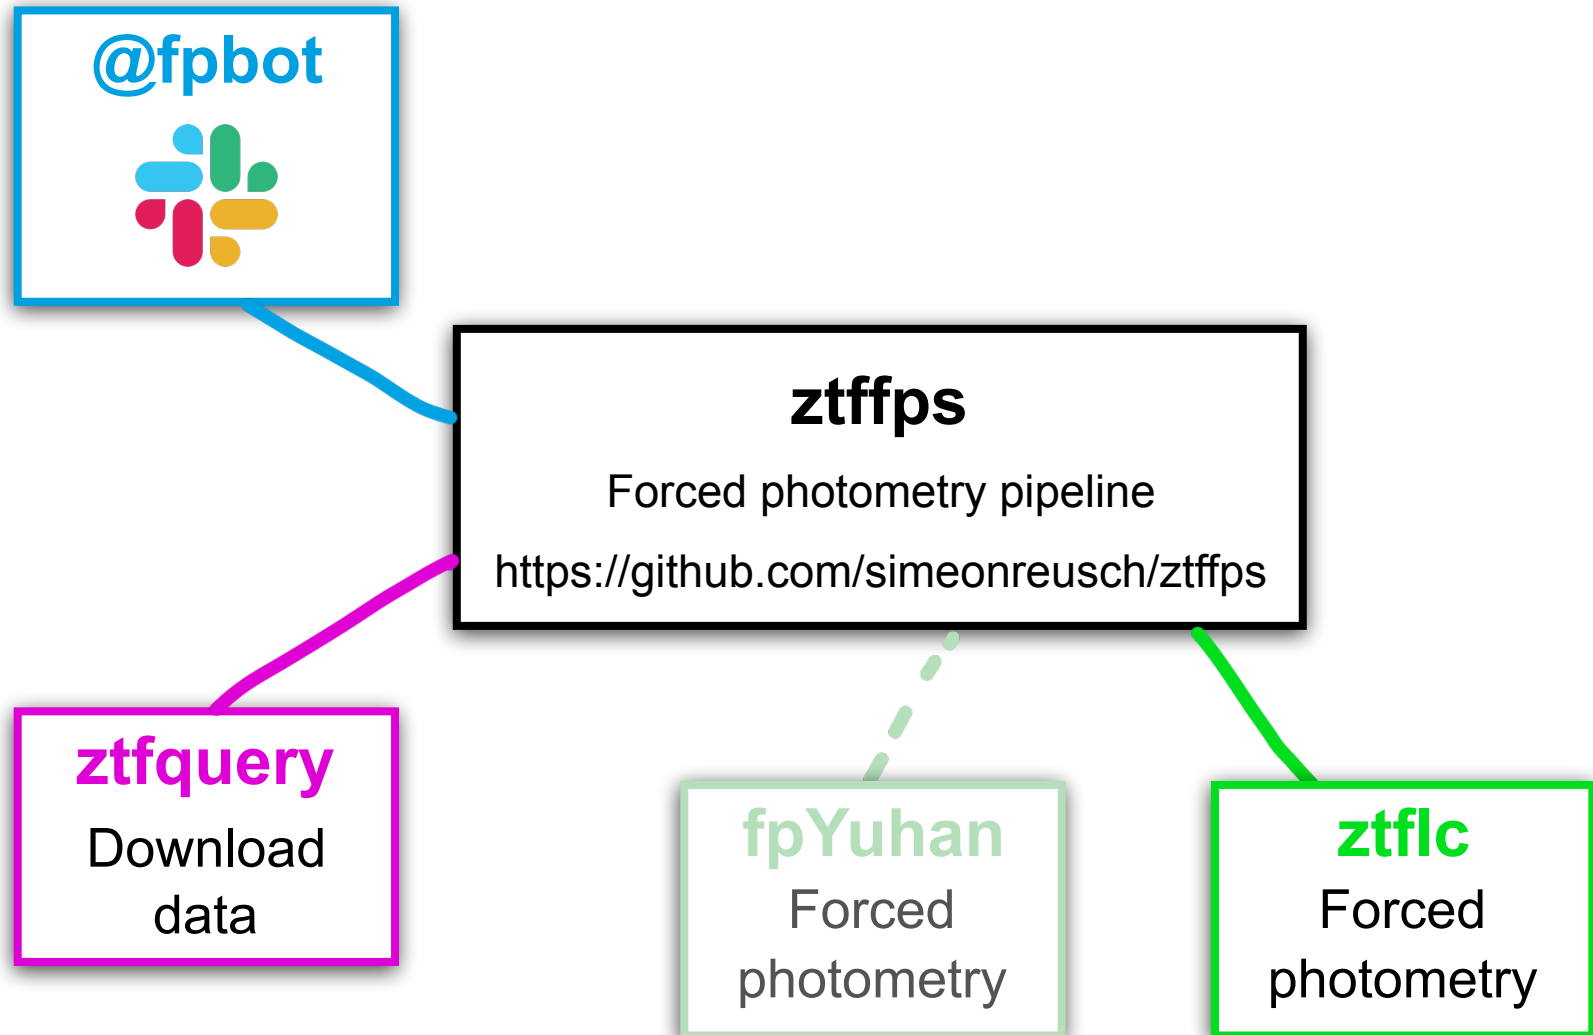 @fpbot
ztffps
Forced photometry pipeline
https://github.com/simeonreusch/ztffps
ztfquery
Download
data
fpYuhan
Forced
photometry
ztflc
Forced
photometry